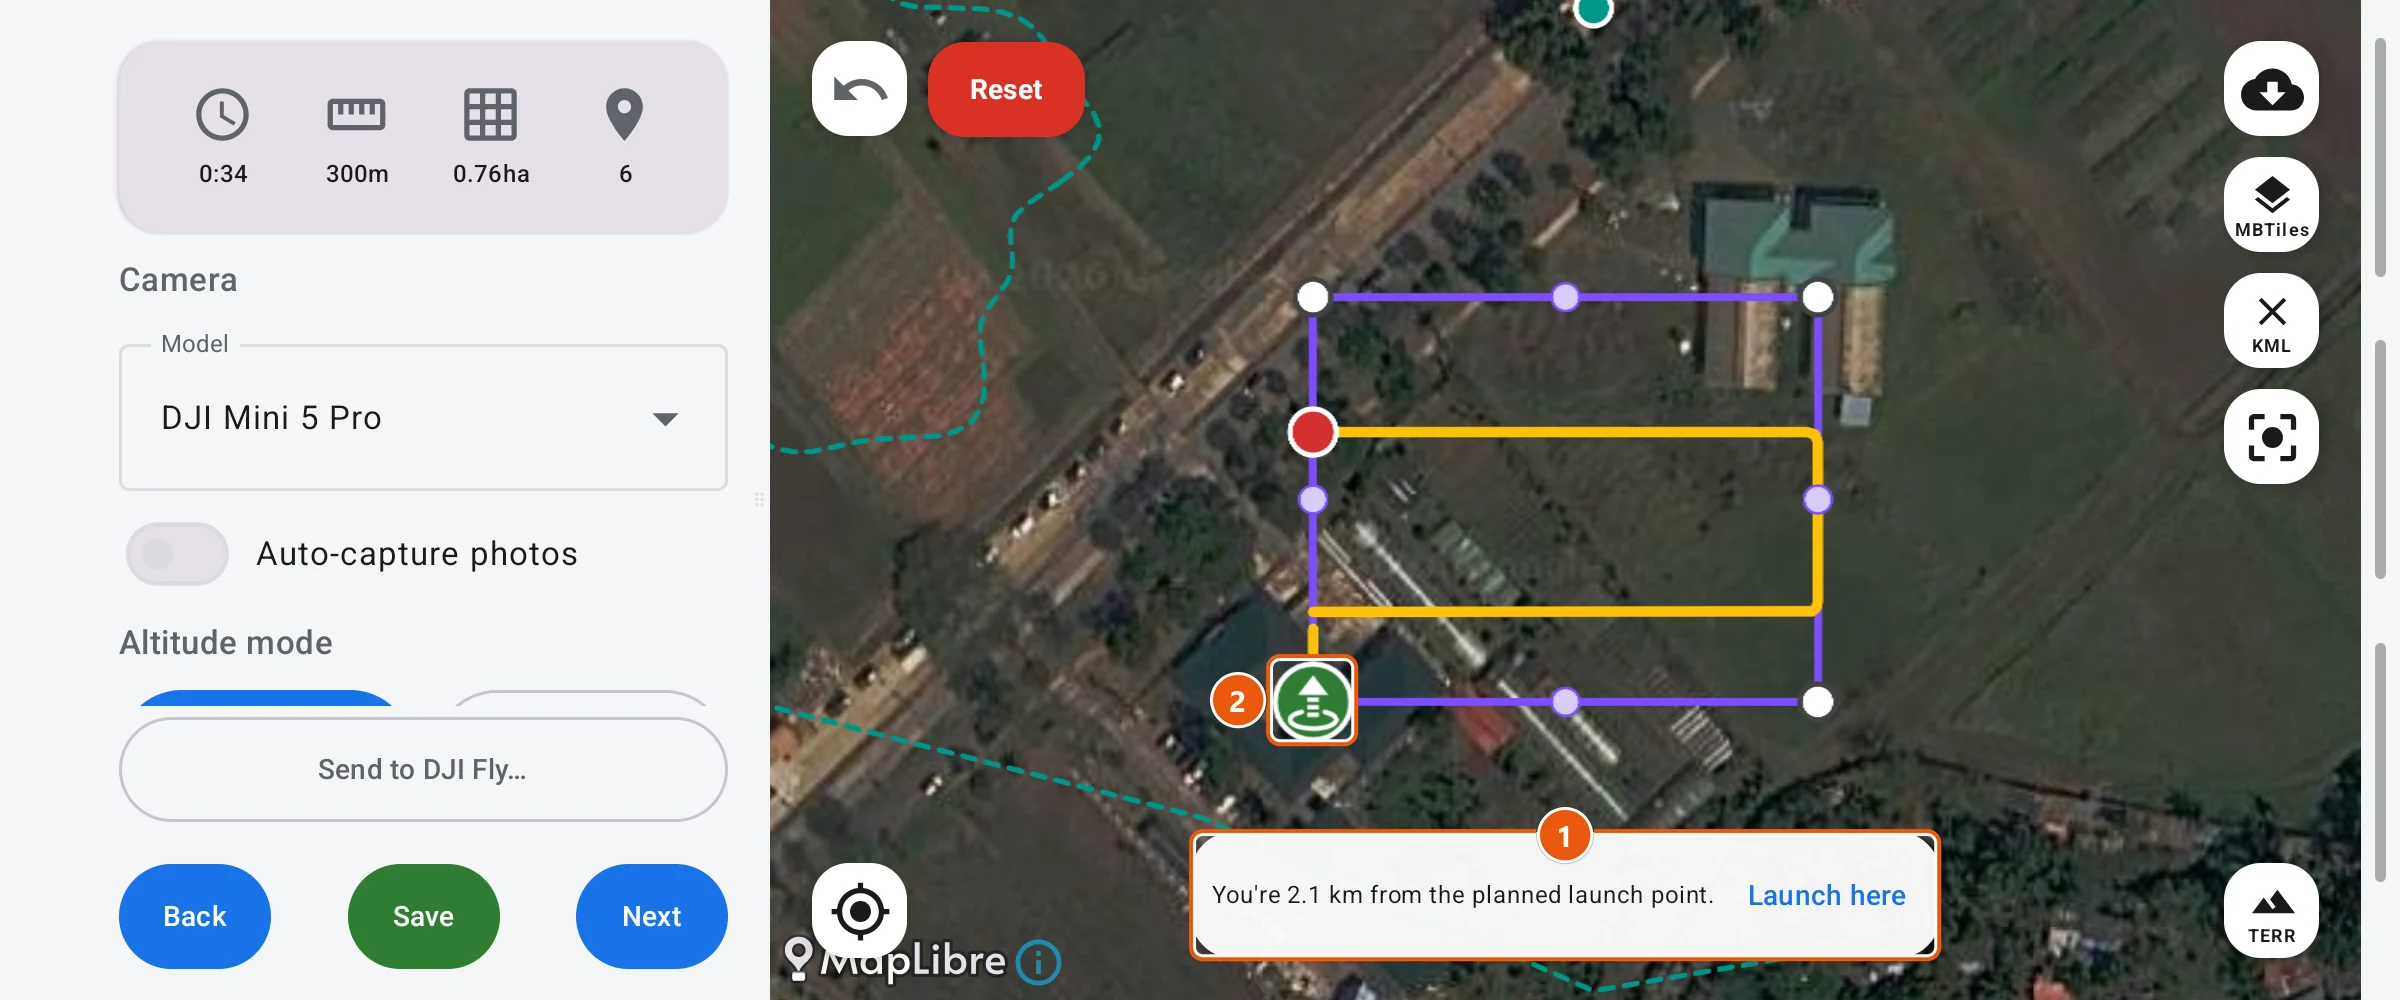 0:34
300m
0.76ha
6
Camera
Model
DJI Mini 5 Pro
Auto-capture photos
Altitude mode
Send to DJI Fly...
Back
Save
Next
Reset
MBTiles
KML
2
1
You're 2.1 km from the planned launch point.
Launch here
TERR
MapLibre